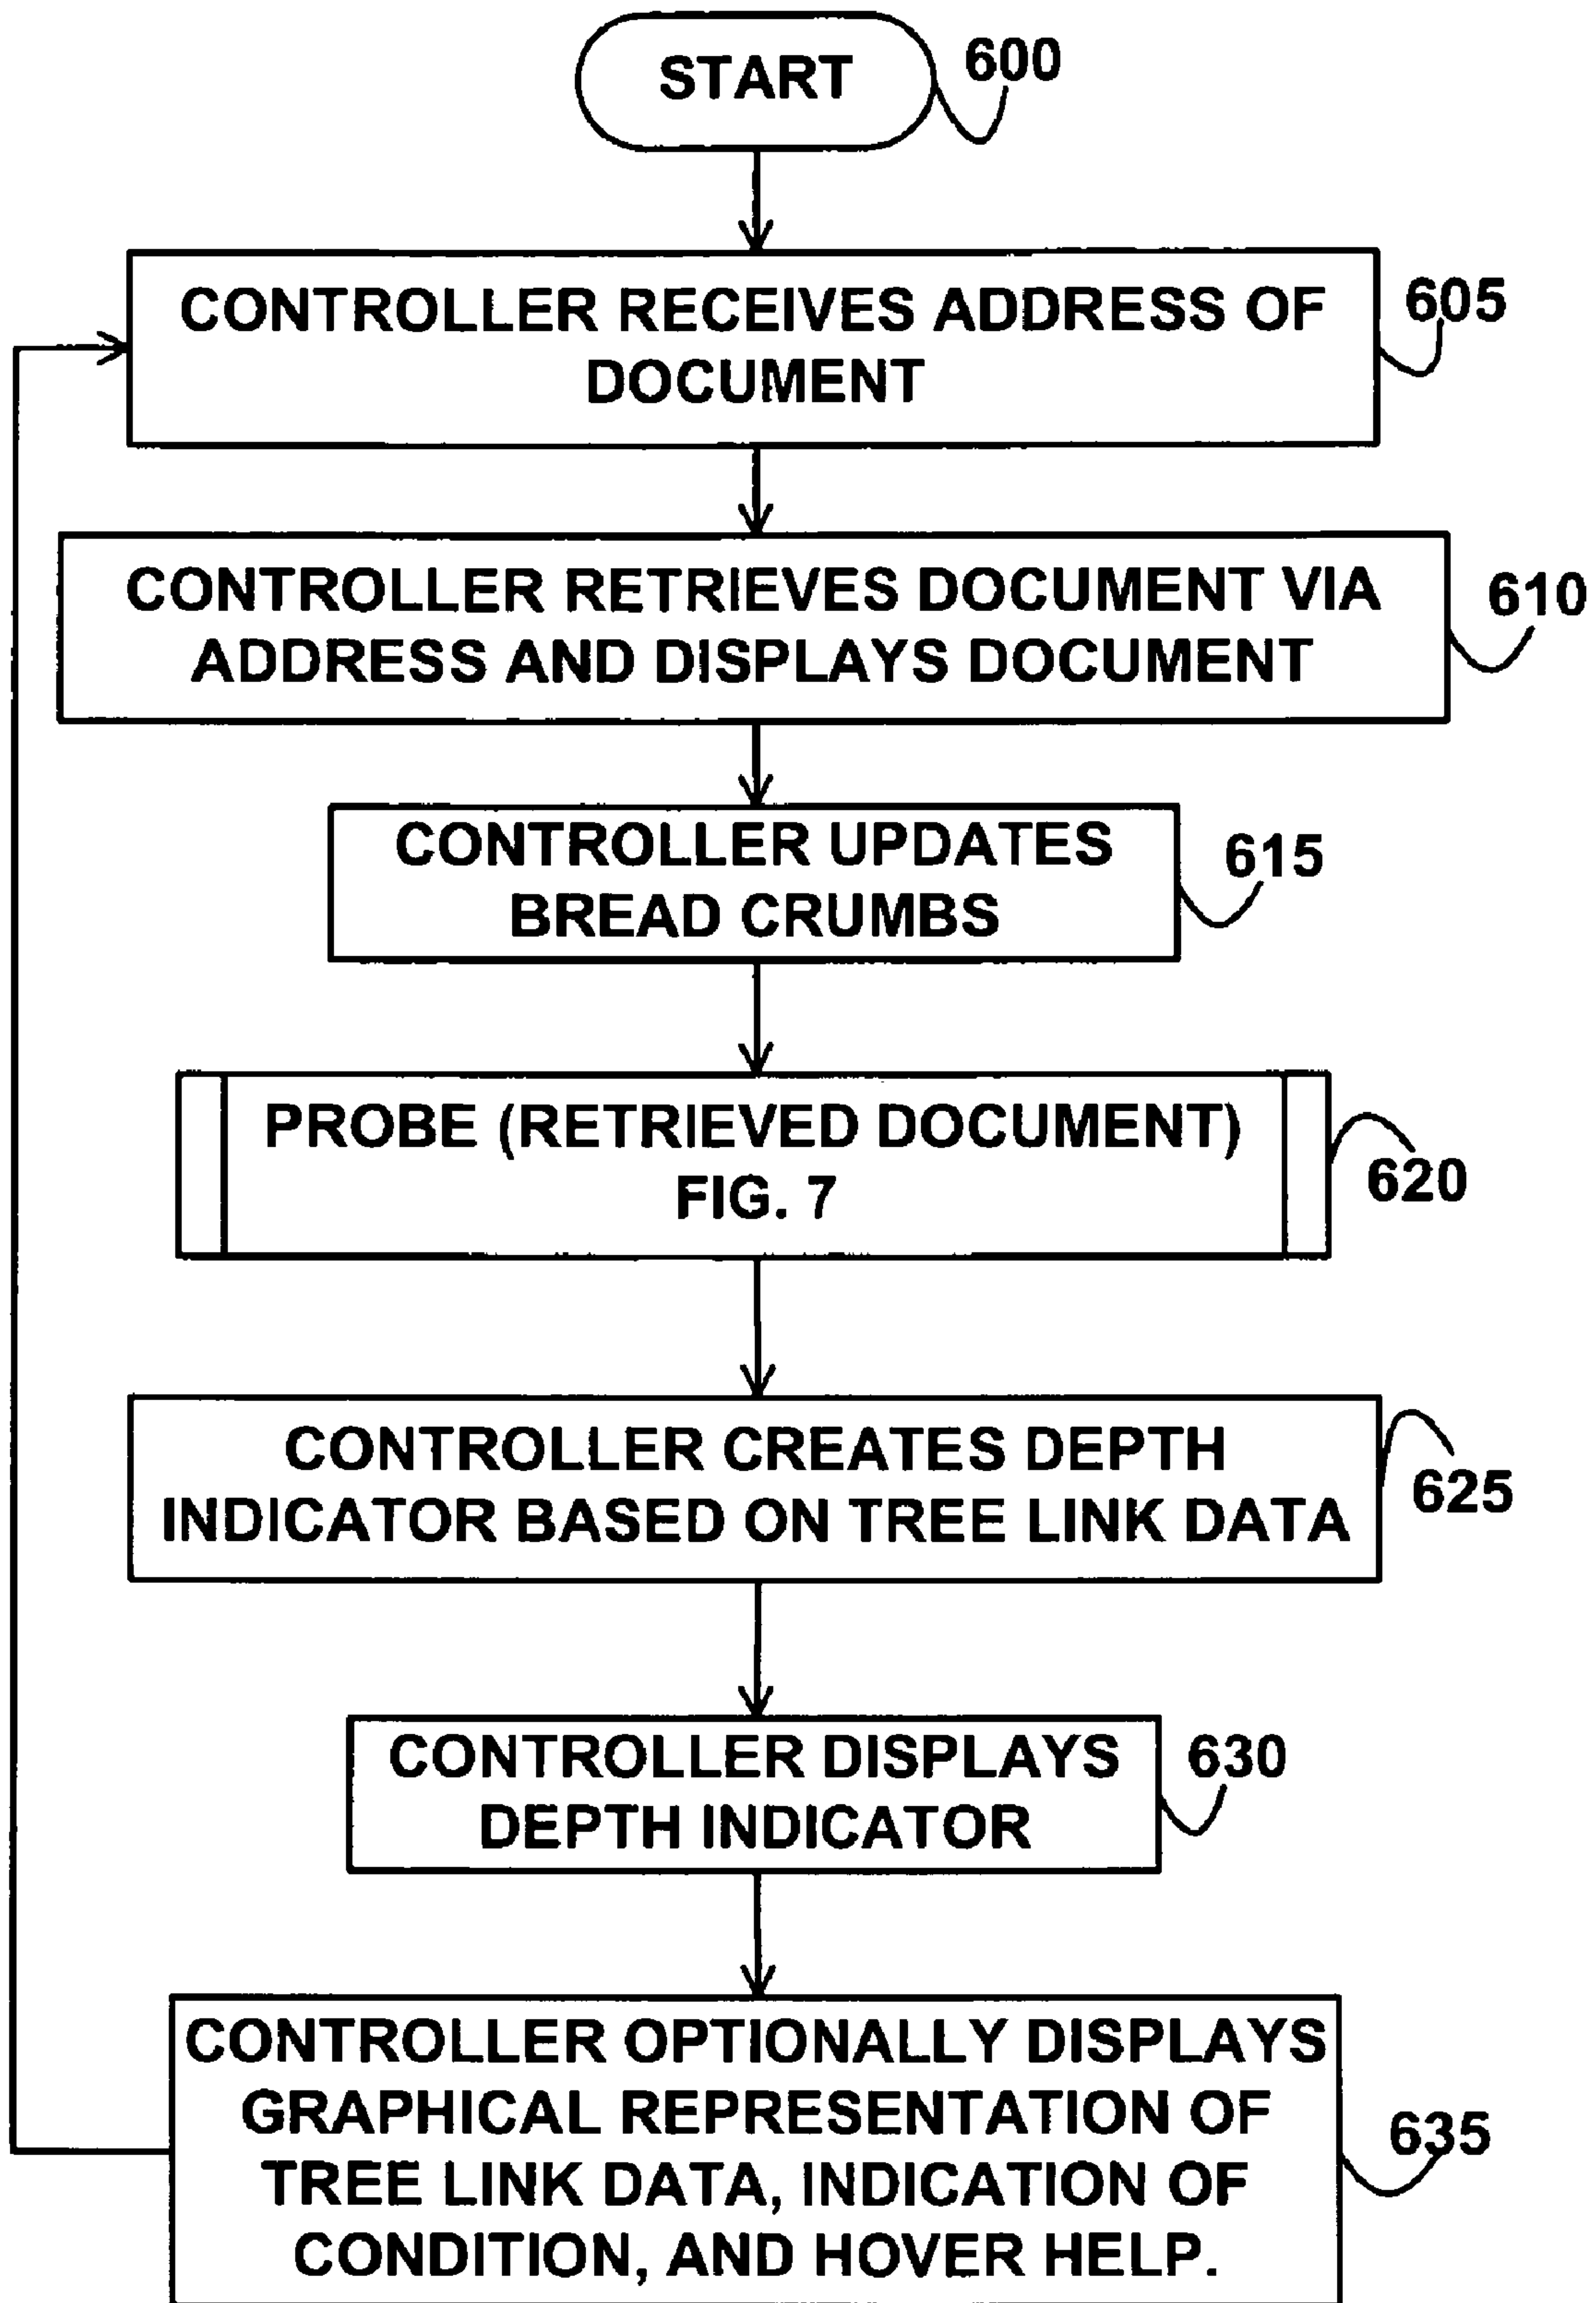 START
600
CONTROLLER RECEIVES ADDRESS OF
DOCUMENT
605
CONTROLLER RETRIEVES DOCUMENT VIA
ADDRESS AND DISPLAYS DOCUMENT
610
CONTROLLER UPDATES
BREAD CRUMBS
615
PROBE (RETRIEVED DOCUMENT)
FIG. 7
620
CONTROLLER CREATES DEPTH
INDICATOR BASED ON TREE LINK DATA
625
CONTROLLER DISPLAYS
DEPTH INDICATOR
630
CONTROLLER OPTIONALLY DISPLAYS
GRAPHICAL REPRESENTATION OF
TREE LINK DATA, INDICATION OF
CONDITION, AND HOVER HELP.
635